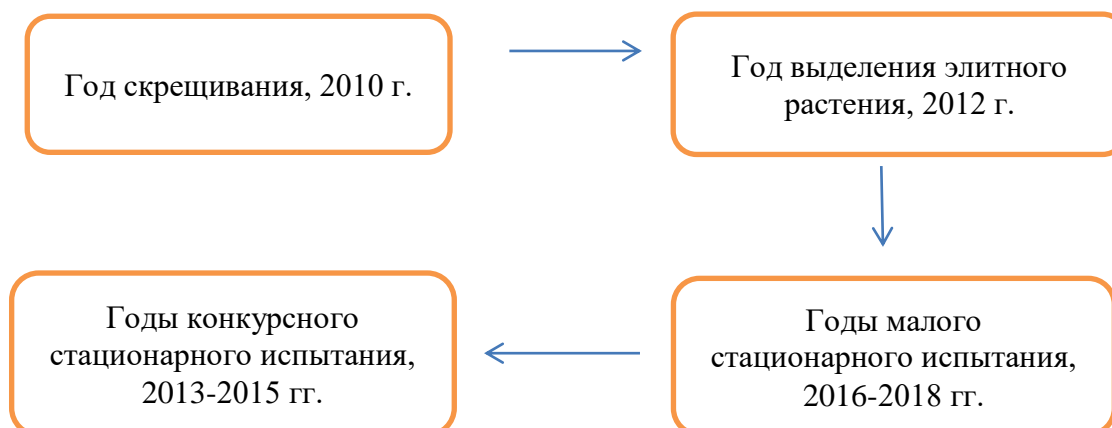 Год скрещивания, 2010 г.
Год выделения элитного
растения, 2012 г.
Годы конкурсного
стационарного испытания,
2013-2015 гг.
Годы малого
стационарного испытания,
2016-2018 гг.